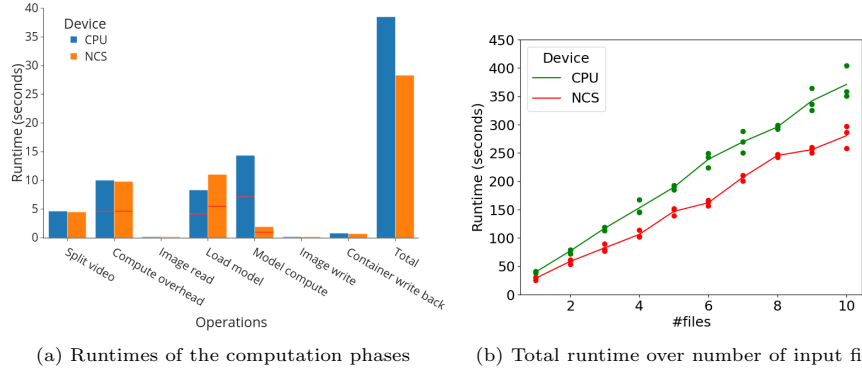 40
35
30
25
20
15
10
5
0
Runtime (seconds)
Device
CPU
NCS
Split video
Compute overhead
Image read
Load model
Model compute
Image write
Container write back
Total
Operations
(a) Runtimes of the computation phases
450
400
350
300
250
200
150
100
50
0
Runtime (seconds)
Device
CPU
NCS
2 4 6 8 10
#files
(b) Total runtime over number of input fi